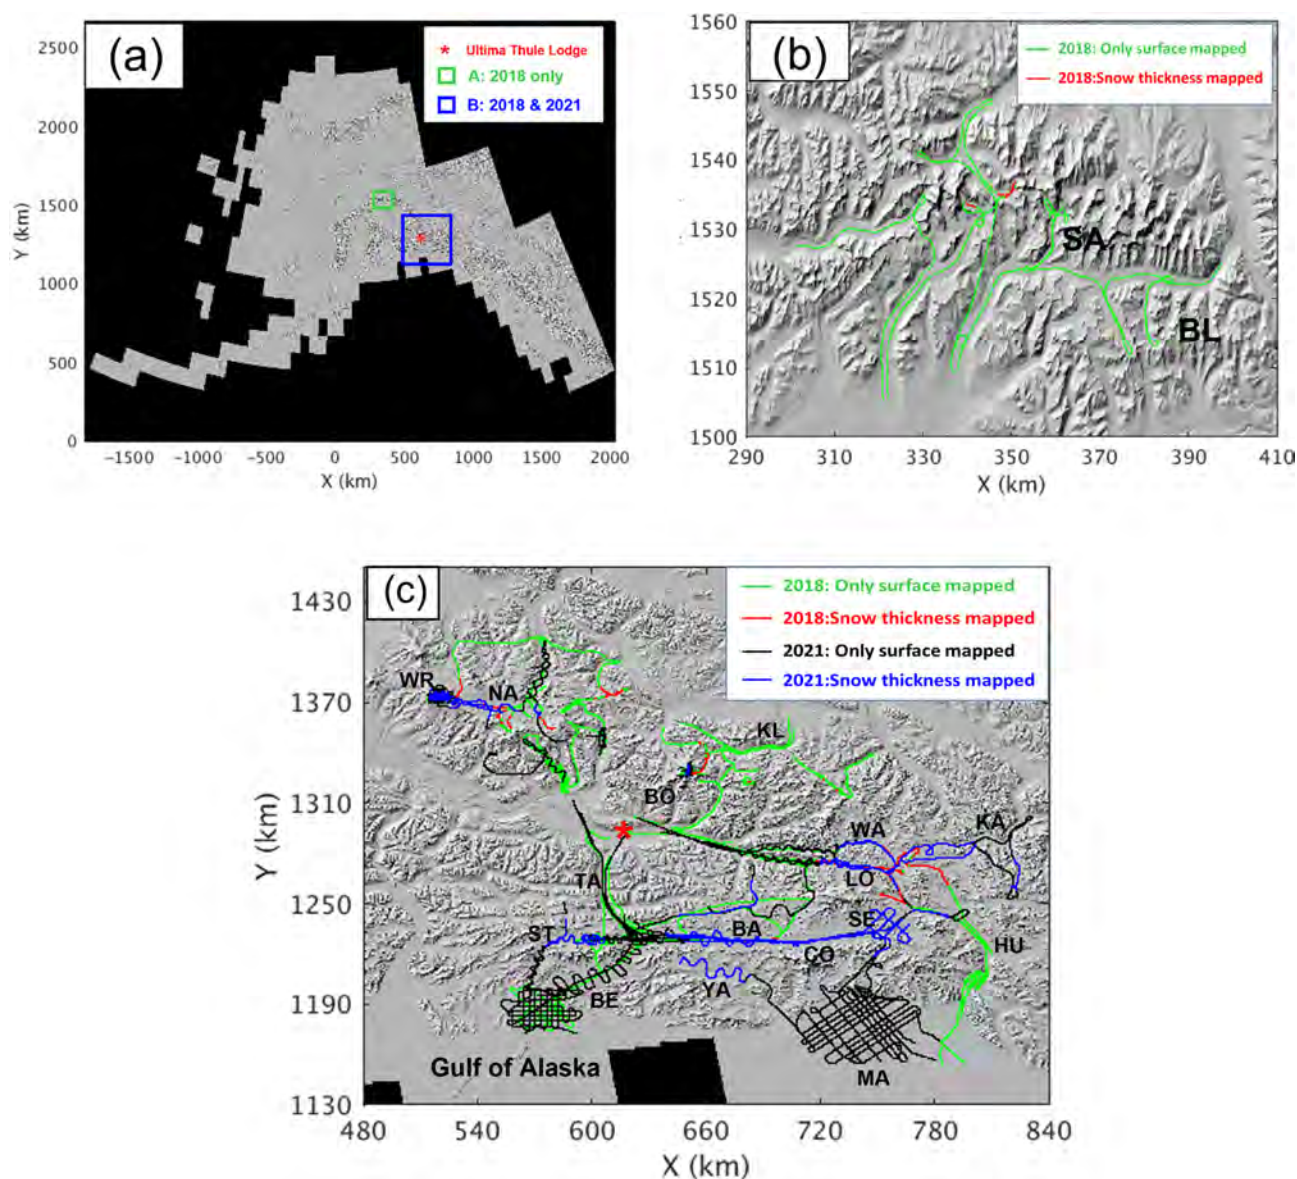 (a)
* Ultima Thule Lodge
A: 2018 only
B: 2018 & 2021
2500
2000
1500
1000
500
0
Y (km)
−1500 −1000 −500 0 500 1000 1500 2000
X (km)
(b)
2018: Only surface mapped
2018:Snow thickness mapped
1560
1550
1540
1530
1520
1510
1500
SA
BL
290 310 330 350 370 390 410
X (km)
(c)
2018: Only surface mapped
2018:Snow thickness mapped
2021: Only surface mapped
2021:Snow thickness mapped
1430
1370
1310
1250
1190
1130
Y (km)
WR
NA
KL
BO
WA
KA
TA
LO
ST
BA
SE
CO
HU
BE
YA
MA
Gulf of Alaska
480 540 600 660 720 780 840
X (km)